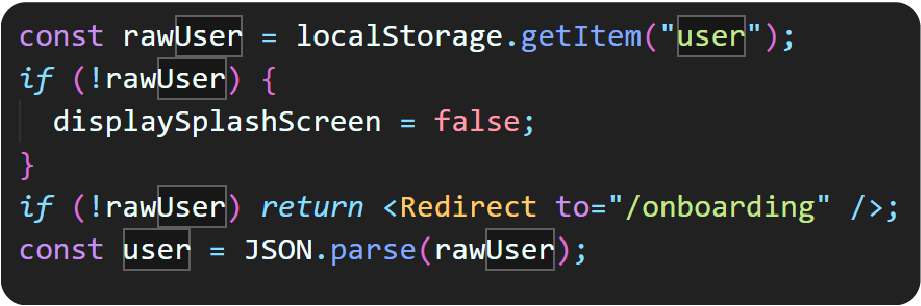 const rawUser = localStorage.getItem("user");
if (!rawUser) {
  displaySplashScreen = false;
}
if (!rawUser) return <Redirect to="/onboarding" />;
const user = JSON.parse(rawUser);